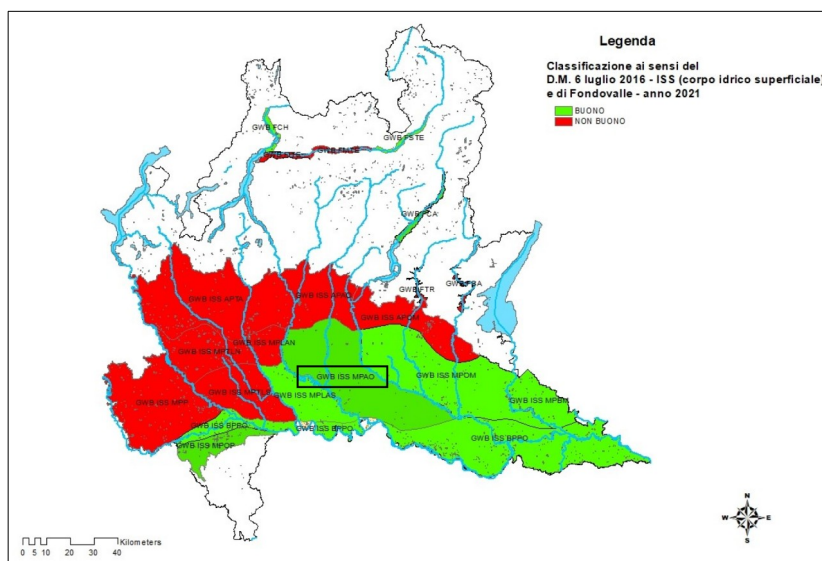 Legenda
Classificazione ai sensi del
D.M. 6 luglio 2016 - ISS (corpo idrico superficiale)
e di Fondovalle - anno 2021
BUONO
NON BUONO
GWB FCH
GWB FSTE
GWB FCA
GWB FTR
GWB FBA
GWB ISS APTA
GWB ISS APAO
GWB ISS APOM
GWB ISS MPLAN
GWB ISS MPAO
GWB ISS MPOM
GWB ISS MPP
GWB ISS MPLAS
GWB ISS MPBM
GWB ISS BPPO
GWB ISS BPPO
GWB ISS MPOP
N
W E
S
Kilometers
0 5 10 20 30 40